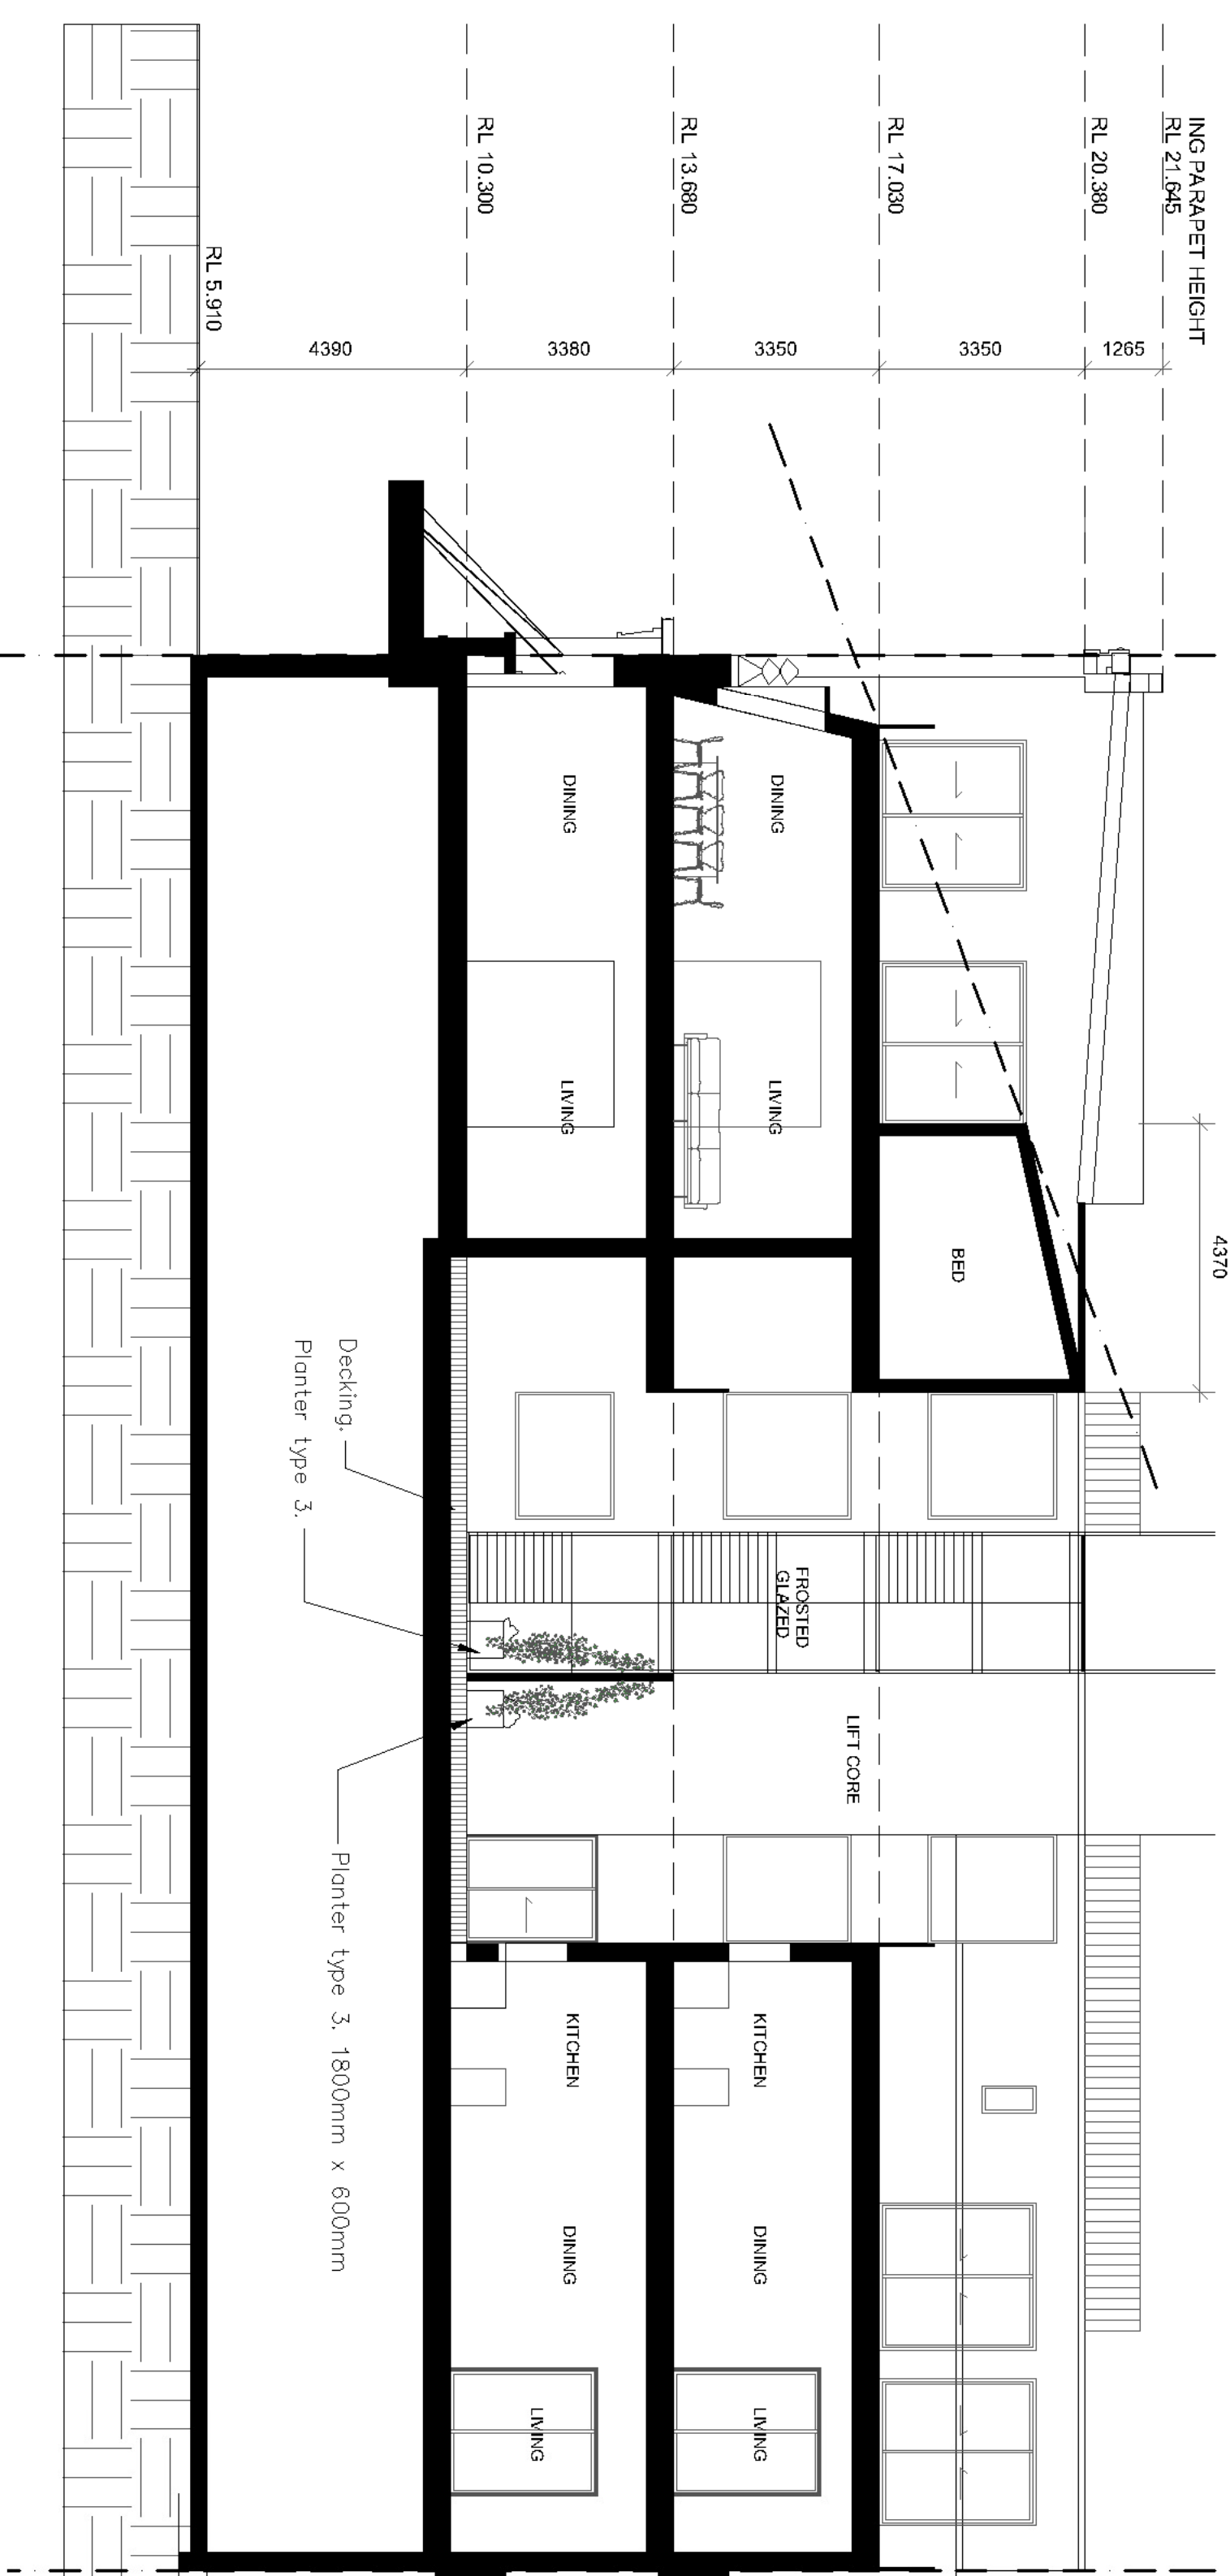 ING PARAPET HEIGHT
RL 21.645
RL 20.380
RL 17.030
RL 13.680
RL 10.300
RL 5.910
1265
3350
3350
3380
4390
4370
BED
DINING
LIVING
DINING
LIVING
FROSTED
GLAZED
LIFT CORE
KITCHEN
DINING
LIVING
KITCHEN
DINING
LIVING
Decking.
Planter type 3.
Planter type 3. 1800mm x 600mm